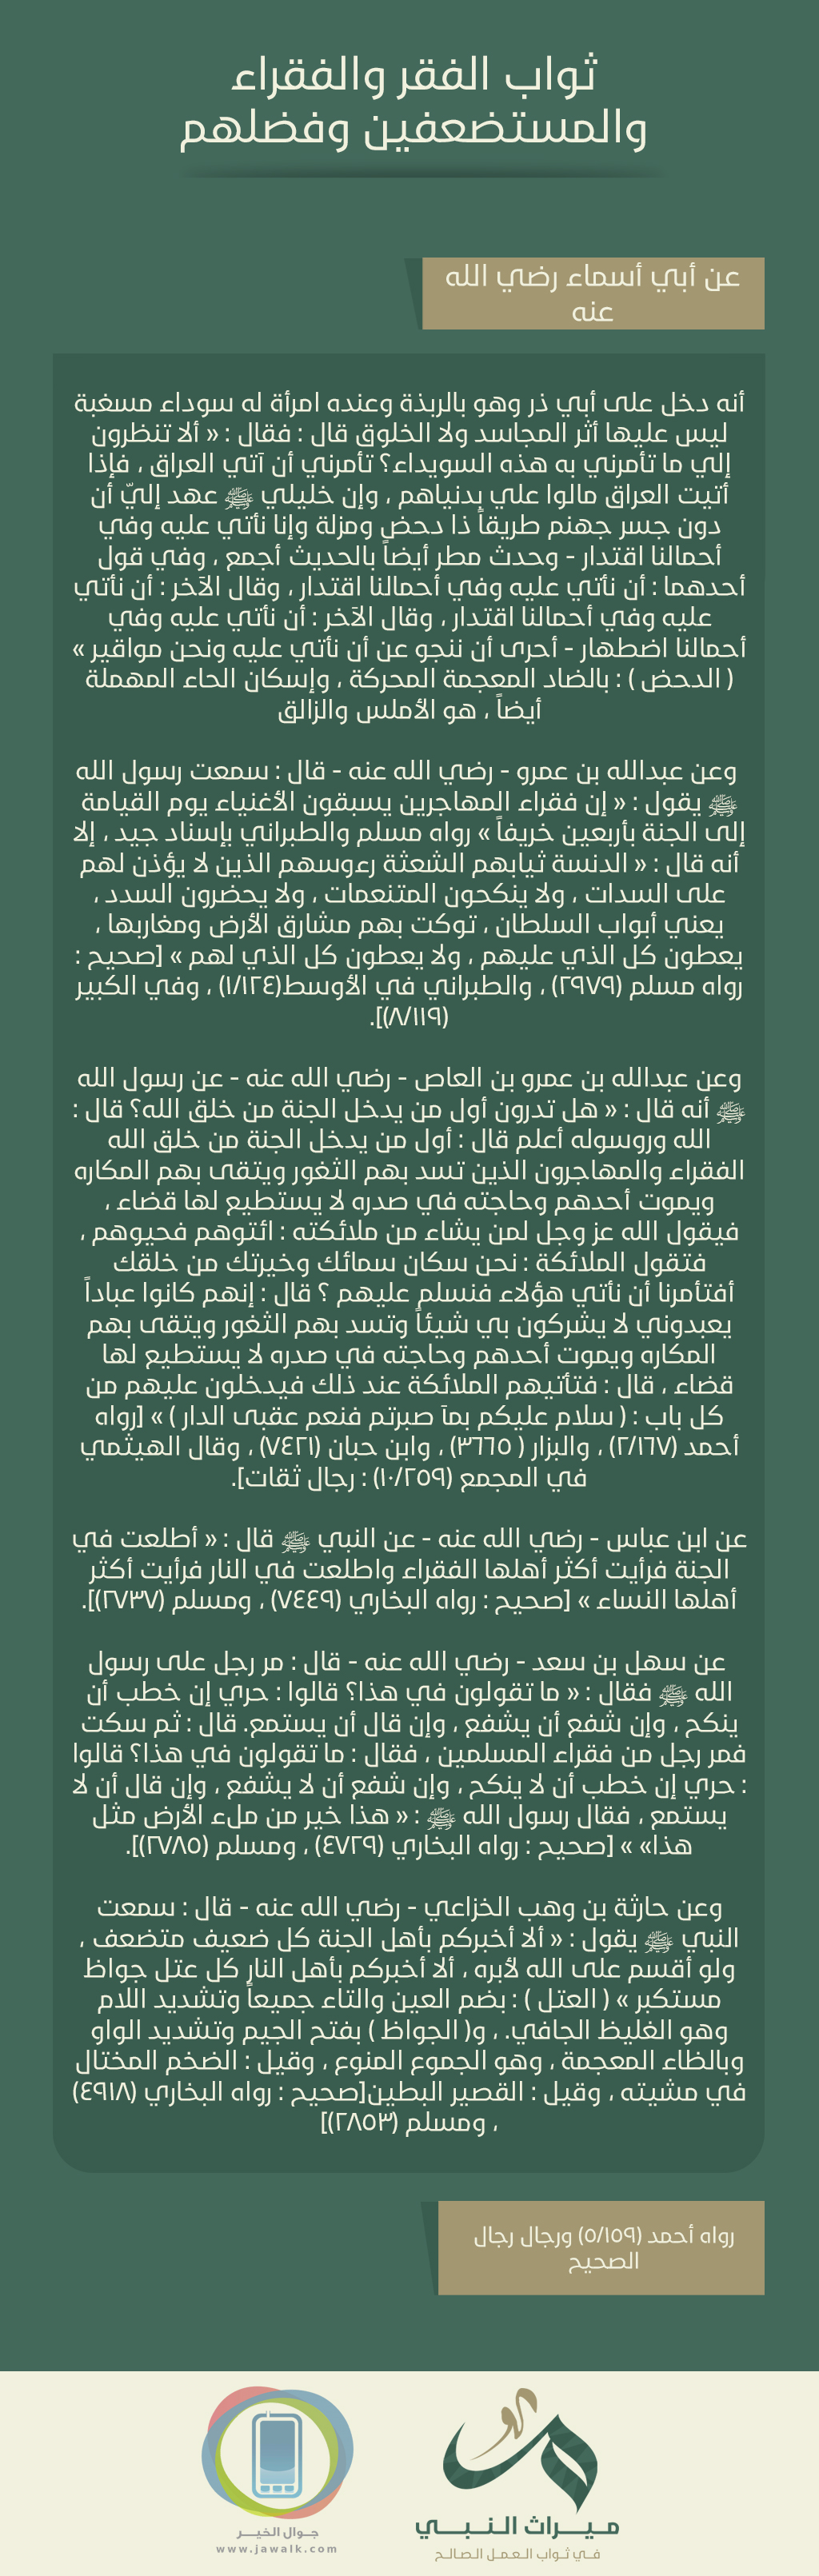 ثواب الفقر والفقراء
والمستضعفين وفضلهم
عن أبي أسماء رضي الله
عنه
أنه دخل على أبي ذر وهو بالربذة وعنده امرأة له سوداء مسغبة
ليس عليها أثر المجاسد ولا الخلوق قال : فقال : « ألا تنظرون
إلي ما تأمرني به هذه السويداء؟ تأمرني أن آتي العراق ، فإذا
أتيت العراق مالوا علي بدنياهم ، وإن خليلي ﷺ عهد إليّ أن
دون جسر جهنم طريقاً ذا دحض ومزلة وإنا نأتي عليه وفي
أحمالنا اقتدار - وحدث مطر أيضاً بالحديث أجمع ، وفي قول
أحدهما : أن نأتي عليه وفي أحمالنا اقتدار ، وقال الآخر : أن نأتي
عليه وفي أحمالنا اقتدار ، وقال الآخر : أن نأتي عليه وفي
أحمالنا اضطهار - أحرى أن ننجو عن أن نأتي عليه ونحن مواقير »
( الدحض ) : بالضاد المعجمة المحركة ، وإسكان الحاء المهملة
أيضاً ، هو الأملس والزالق
وعن عبدالله بن عمرو - رضي الله عنه - قال : سمعت رسول الله
ﷺ يقول : « إن فقراء المهاجرين يسبقون الأغنياء يوم القيامة
إلى الجنة بأربعين خريفاً » رواه مسلم والطبراني بإسناد جيد ، إلا
أنه قال : « الدنسة ثيابهم الشعثة رءوسهم الذين لا يؤذن لهم
على السدات ، ولا ينكحون المتنعمات ، ولا يحضرون السدد ،
يعني أبواب السلطان ، توكت بهم مشارق الأرض ومغاربها ،
يعطون كل الذي عليهم ، ولا يعطون كل الذي لهم » [صحيح :
رواه مسلم (٢٩٧٩) ، والطبراني في الأوسط(١/١٢٤) ، وفي الكبير
(٨/١١٩)].
وعن عبدالله بن عمرو بن العاص - رضي الله عنه - عن رسول الله
ﷺ أنه قال : « هل تدرون أول من يدخل الجنة من خلق الله؟ قال :
الله وروسوله أعلم قال : أول من يدخل الجنة من خلق الله
الفقراء والمهاجرون الذين تسد بهم الثغور ويتقى بهم المكاره
ويموت أحدهم وحاجته في صدره لا يستطيع لها قضاء ،
فيقول الله عز وجل لمن يشاء من ملائكته : ائتوهم فحيوهم ،
فتقول الملائكة : نحن سكان سمائك وخيرتك من خلقك
أفتأمرنا أن نأتي هؤلاء فنسلم عليهم ؟ قال : إنهم كانوا عباداً
يعبدوني لا يشركون بي شيئاً وتسد بهم الثغور ويتقى بهم
المكاره ويموت أحدهم وحاجته في صدره لا يستطيع لها
قضاء ، قال : فتأتيهم الملائكة عند ذلك فيدخلون عليهم من
كل باب : ( سلام عليكم بمآ صبرتم فنعم عقبى الدار ) » [رواه
أحمد (٢/١٦٧) ، والبزار ( ٣٦٦٥) ، وابن حبان (٧٤٢١) ، وقال الهيثمي
في المجمع (١٠/٢٥٩) : رجال ثقات].
عن ابن عباس - رضي الله عنه - عن النبي ﷺ قال : « أطلعت في
الجنة فرأيت أكثر أهلها الفقراء واطلعت في النار فرأيت أكثر
أهلها النساء » [صحيح : رواه البخاري (٧٤٤٩) ، ومسلم (٢٧٣٧)].
عن سهل بن سعد - رضي الله عنه - قال : مر رجل على رسول
الله ﷺ فقال : « ما تقولون في هذا؟ قالوا : حري إن خطب أن
ينكح ، وإن شفع أن يشفع ، وإن قال أن يستمع. قال : ثم سكت
فمر رجل من فقراء المسلمين ، فقال : ما تقولون في هذا؟ قالوا
: حري إن خطب أن لا ينكح ، وإن شفع أن لا يشفع ، وإن قال أن لا
يستمع ، فقال رسول الله ﷺ : « هذا خير من ملء الأرض مثل
هذا» » [صحيح : رواه البخاري (٤٧٢٩) ، ومسلم (٢٧٨٥)].
وعن حارثة بن وهب الخزاعي - رضي الله عنه - قال : سمعت
النبي ﷺ يقول : « ألا أخبركم بأهل الجنة كل ضعيف متضعف ،
ولو أقسم على الله لأبره ، ألا أخبركم بأهل النار كل عتل جواظ
مستكبر » ( العتل ) : بضم العين والتاء جميعاً وتشديد اللام
وهو الغليظ الجافي. ، و( الجواظ ) بفتح الجيم وتشديد الواو
وبالظاء المعجمة ، وهو الجموع المنوع ، وقيل : الضخم المختال
في مشيته ، وقيل : القصير البطين[صحيح : رواه البخاري (٤٩١٨)
، ومسلم (٢٨٥٣)]
رواه أحمد (٥/١٥٩) ورجال رجال
الصحيح
ميراث النبي
في ثواب العمل الصالح
جوال الخير
www.jawalk.com